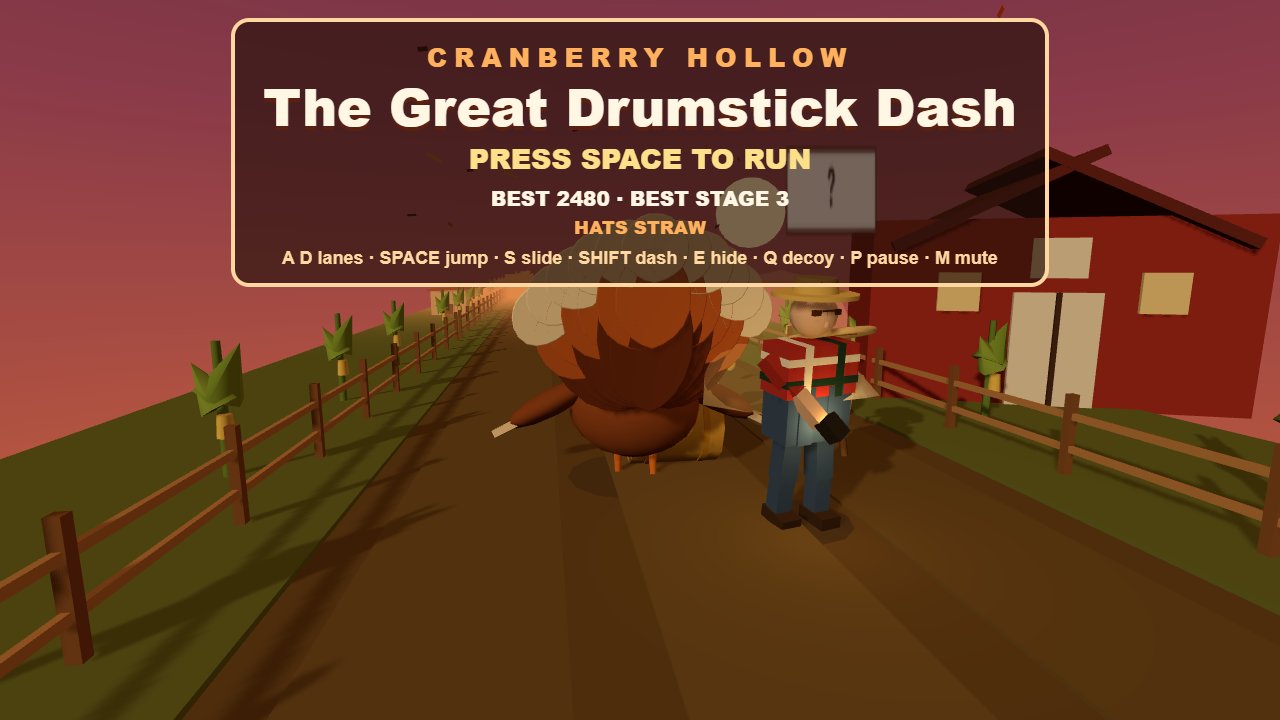 CRANBERRY HOLLOW
The Great Drumstick Dash
PRESS SPACE TO RUN
?
BEST 2480 · BEST STAGE 3
HATS STRAW
A D lanes · SPACE jump · S slide · SHIFT dash · E hide · Q decoy · P pause · M mute